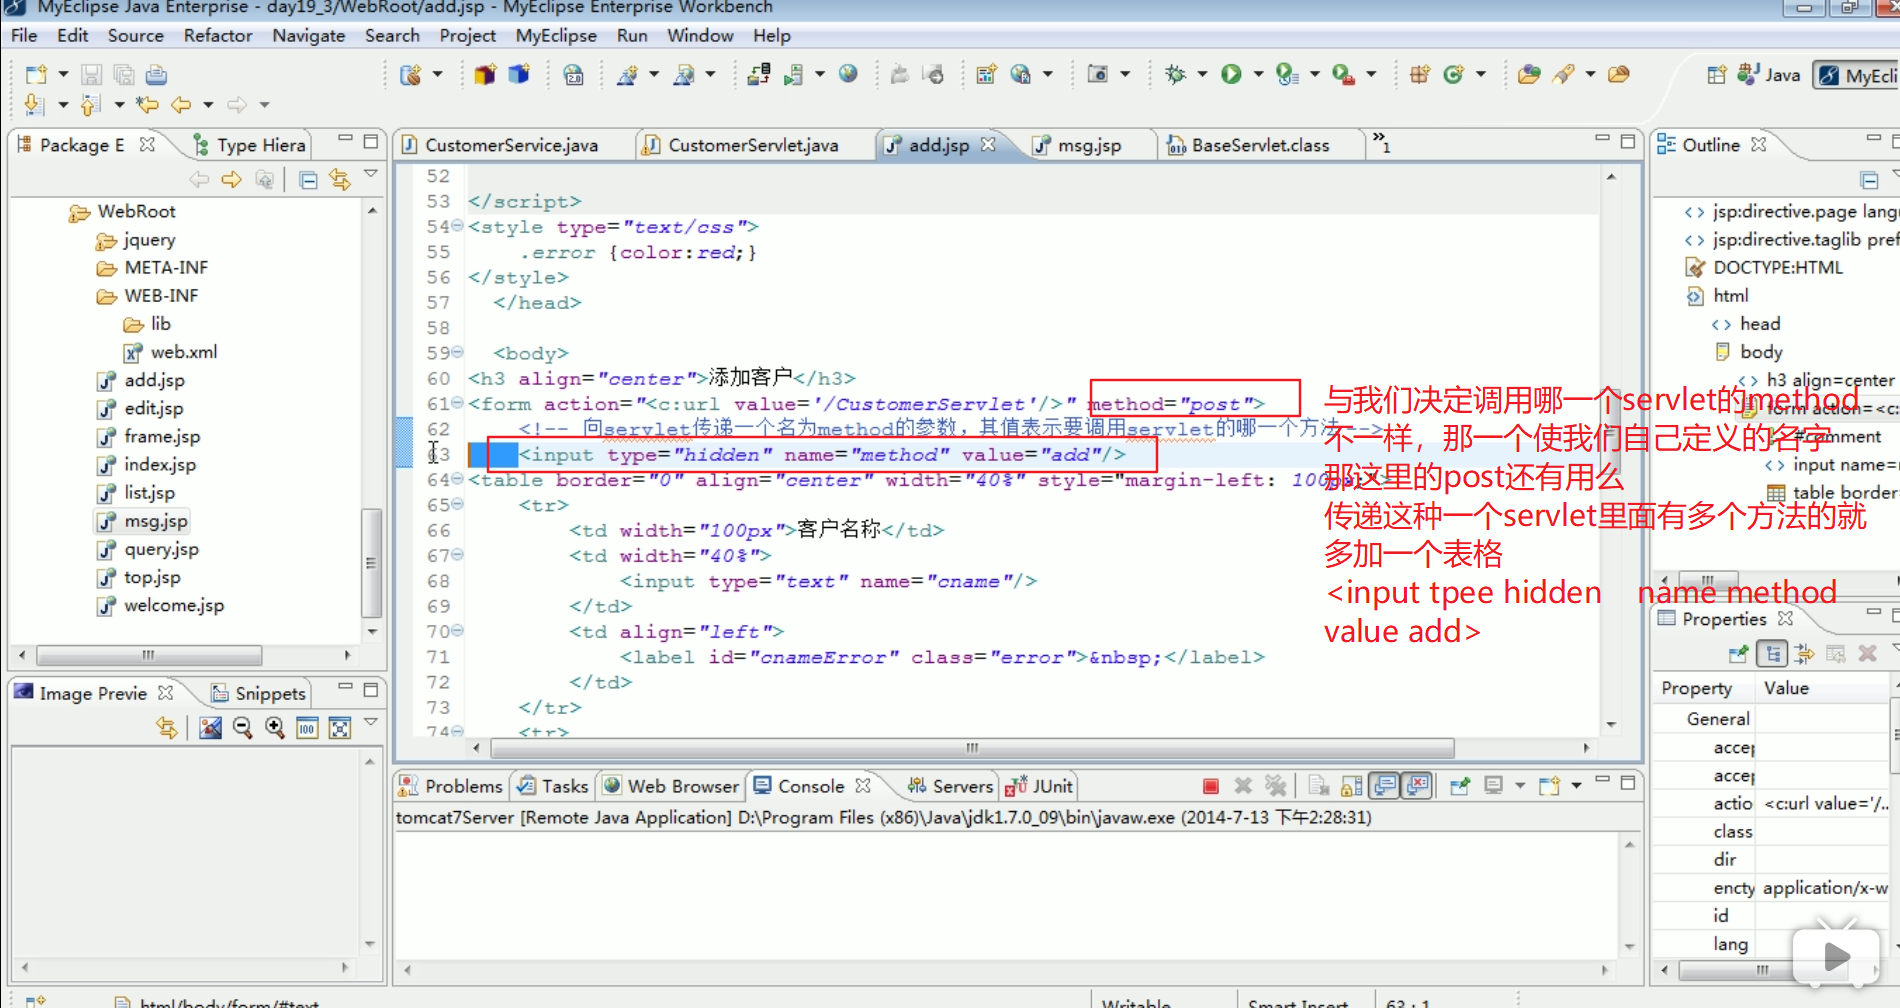 MyEclipse Java Enterprise - day19_3/WebRoot/add.jsp - MyEclipse Enterprise Workbench
File Edit Source Refactor Navigate Search Project MyEclipse Run Window Help
Java MyEcli
Package E Type Hiera
WebRoot
jquery
META-INF
WEB-INF
lib
web.xml
add.jsp
edit.jsp
frame.jsp
index.jsp
list.jsp
msg.jsp
query.jsp
top.jsp
welcome.jsp
Image Previe Snippets
CustomerService.java CustomerServlet.java add.jsp msg.jsp BaseServlet.class »1
52
53 </script>
54 <style type="text/css">
55 .error {color:red;}
56 </style>
57 </head>
58
59 <body>
60 <h3 align="center">添加客户</h3>
61 <form action="<c:url value='/CustomerServlet'/>" method="post">
62 <!-- 向servlet传递一个名为method的参数，其值表示要调用servlet的哪一个方法-->
63 <input type="hidden" name="method" value="add"/>
64 <table border="0" align="center" width="40%" style="margin-left: 100px;">
65 <tr>
66 <td width="100px">客户名称</td>
67 <td width="40%">
68 <input type="text" name="cname"/>
69 </td>
70 <td align="left">
71 <label id="cnameError" class="error">&nbsp;</label>
72 </td>
73 </tr>
74 <tr>
与我们决定调用哪一个servlet的method
不一样，那一个使我们自己定义的名字
那这里的post还有用么
传递这种一个servlet里面有多个方法的就
多加一个表格
<input tpee hidden name method
value add>
Outline
jsp:directive.page langu
jsp:directive.taglib pref
DOCTYPE:HTML
html
head
body
h3 align=center
form action=<c:
#comment
input name=
table border
Properties
Property Value
General
accep
accep
actio <c:url value='/..
class
dir
encty application/x-w
id
lang
Problems Tasks Web Browser Console Servers JUnit
tomcat7Server [Remote Java Application] D:\Program Files (x86)\Java\jdk1.7.0_09\bin\javaw.exe (2014-7-13 下午2:28:31)
html/body/form/#text Writable Smart Insert 63 : 1